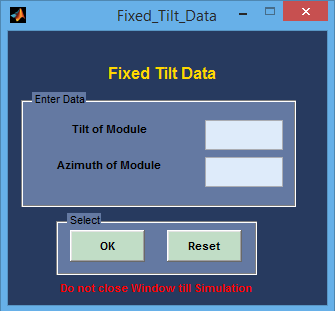 Fixed_Tilt_Data
Fixed Tilt Data
Enter Data
Tilt of Module
Azimuth of Module
Select
OK Reset
Do not close Window till Simulation